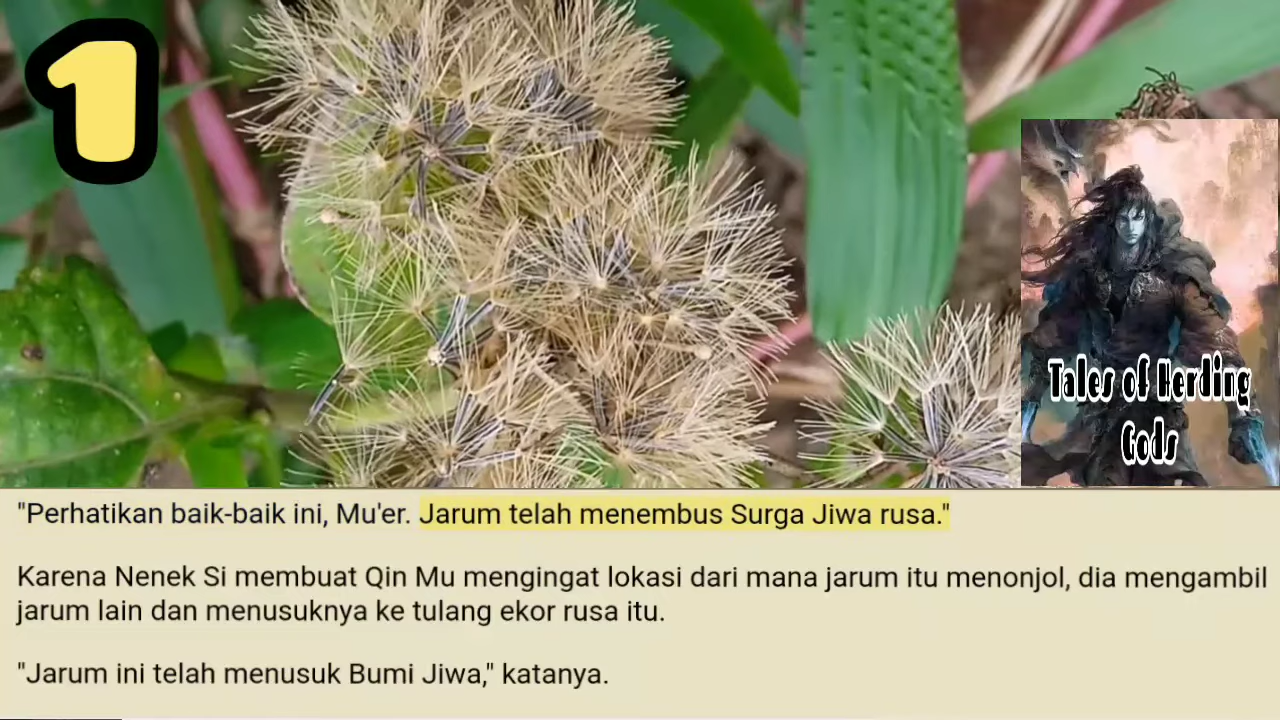 1
Tales of Herding
Gods
"Perhatikan baik-baik ini, Mu'er. Jarum telah menembus Surga Jiwa rusa."
Karena Nenek Si membuat Qin Mu mengingat lokasi dari mana jarum itu menonjol, dia mengambil
jarum lain dan menusuknya ke tulang ekor rusa itu.
"Jarum ini telah menusuk Bumi Jiwa," katanya.